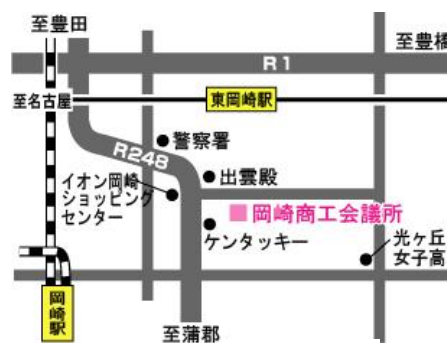 至豊田
至豊橋
R1
至名古屋
東岡崎駅
警察署
R248
出雲殿
イオン岡崎
ショッピング
センター
岡崎商工会議所
ケンタッキー
光ヶ丘
女子高
岡崎駅
至蒲郡